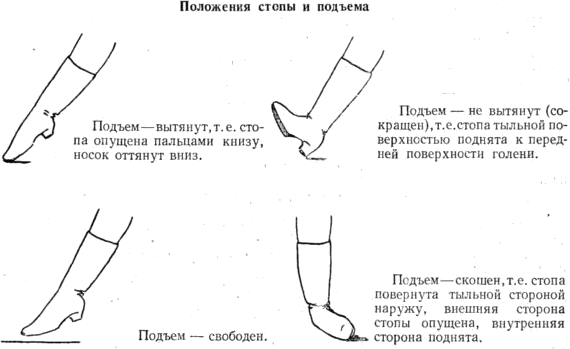 Положения стопы и подъема
Подъем—вытянут, т. е. сто-
па опущена пальцами книзу,
носок оттянут вниз.
Подъем — не вытянут (со-
кращен), т.е. стопа тыльной по-
верхностью поднята к перед-
ней поверхности голени.
Подъем — свободен.
Подъем—скошен, т. е. стопа
повернута тыльной стороной
наружу, внешняя сторона
стопы опущена, внутренняя
сторона поднята.